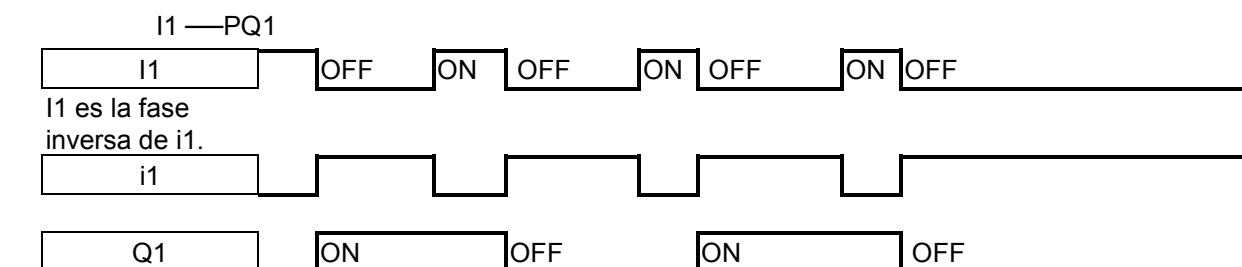 I1 —–PQ1
I1 OFF ON OFF ON OFF ON OFF
I1 es la fase
inversa de i1.
i1
Q1 ON OFF ON OFF